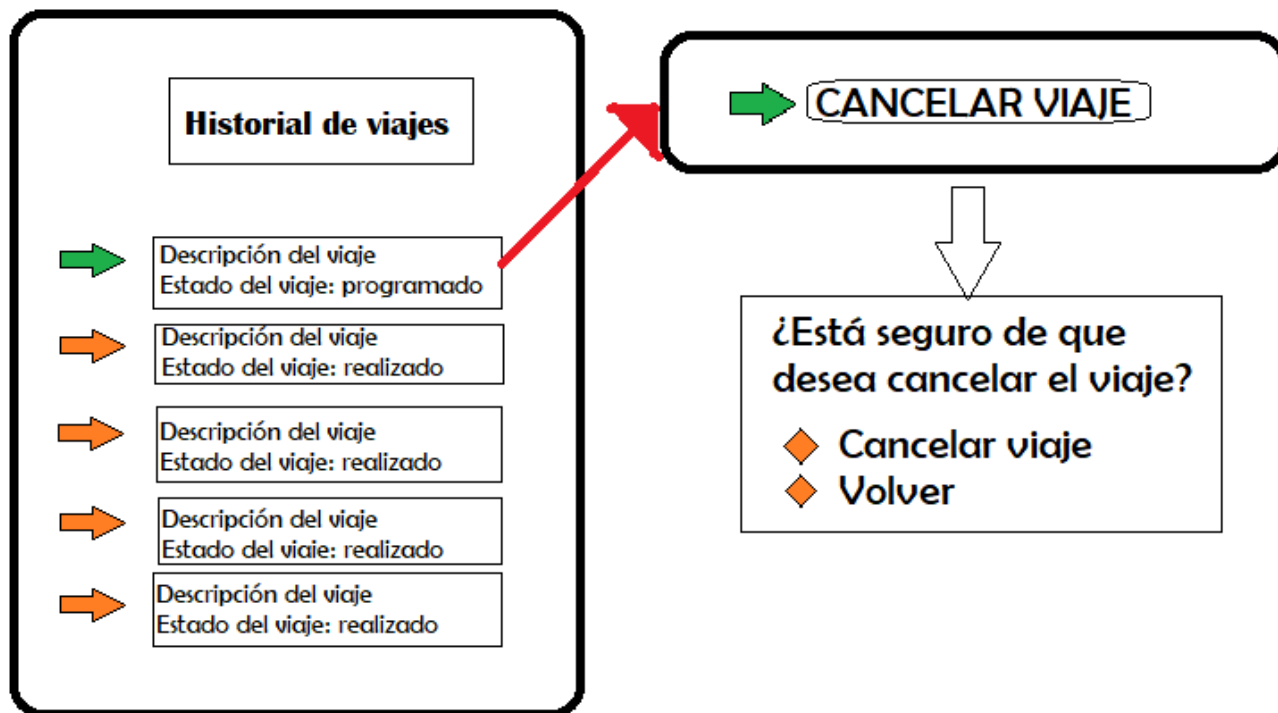 Historial de viajes
Descripción del viaje
Estado del viaje: programado
Descripción del viaje
Estado del viaje: realizado
Descripción del viaje
Estado del viaje: realizado
Descripción del viaje
Estado del viaje: realizado
Descripción del viaje
Estado del viaje: realizado
CANCELAR VIAJE
¿Está seguro de que
desea cancelar el viaje?
Cancelar viaje
Volver